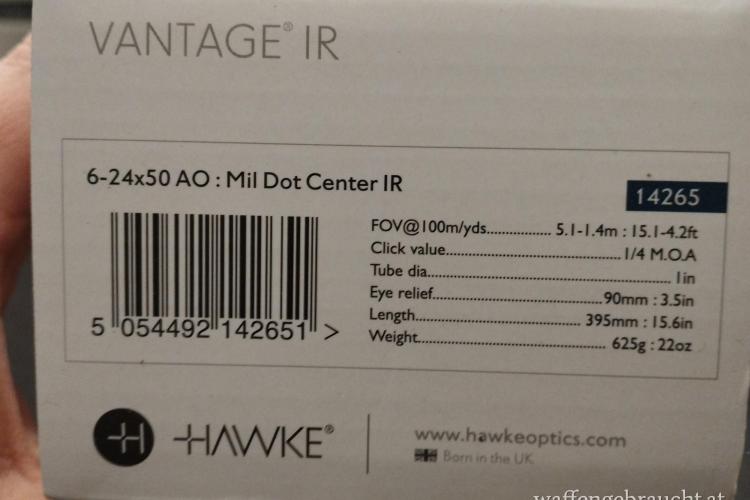 VANTAGE® IR
6-24x50 AO : Mil Dot Center IR
14265
FOV@100m/yds............... 5.1-1.4m : 15.1-4.2ft
Click value.......................................... 1/4 M.O.A
Tube dia........................................................... 1in
Eye relief.........................................90mm : 3.5in
Length........................................ 395mm : 15.6in
Weight............................................. 625g : 22oz
5 054492 142651 >
H HAWKE®
www.hawkeoptics.com
Born in the UK
waffengebraucht.at